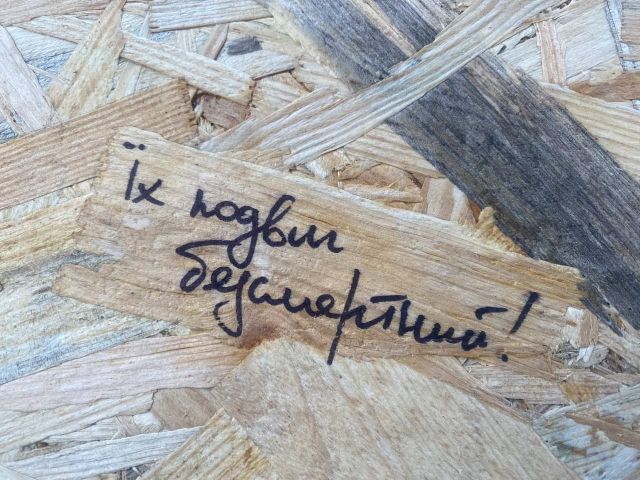 Їх подвиг
безсмертний!